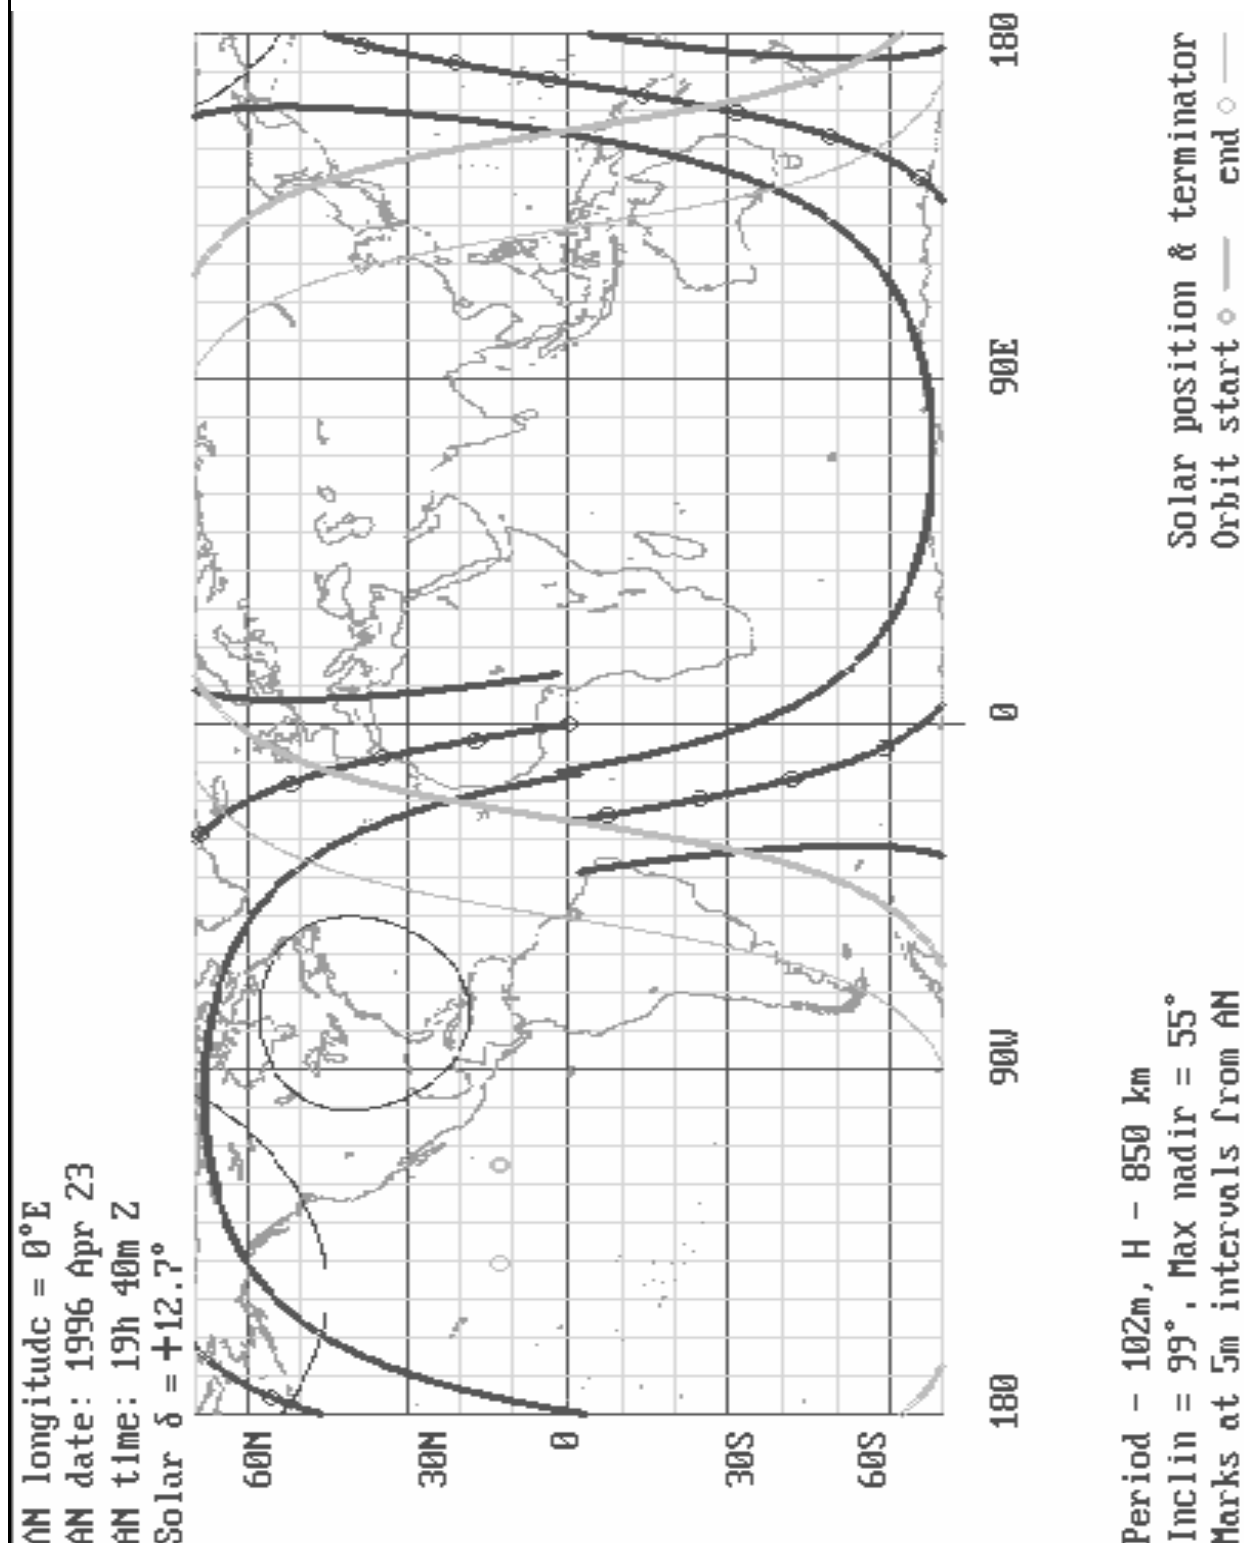 AN longitude = 0°E
AN date: 1996 Apr 23
AN time: 19h 40m Z
Solar δ = +12.7°
60N
30N
0
30S
60S
180
90W
0
90E
180
Period - 102m, H - 850 km
Inclin = 99°, Max nadir = 55°
Marks at 5m intervals from AN
Solar position & terminator
Orbit start end